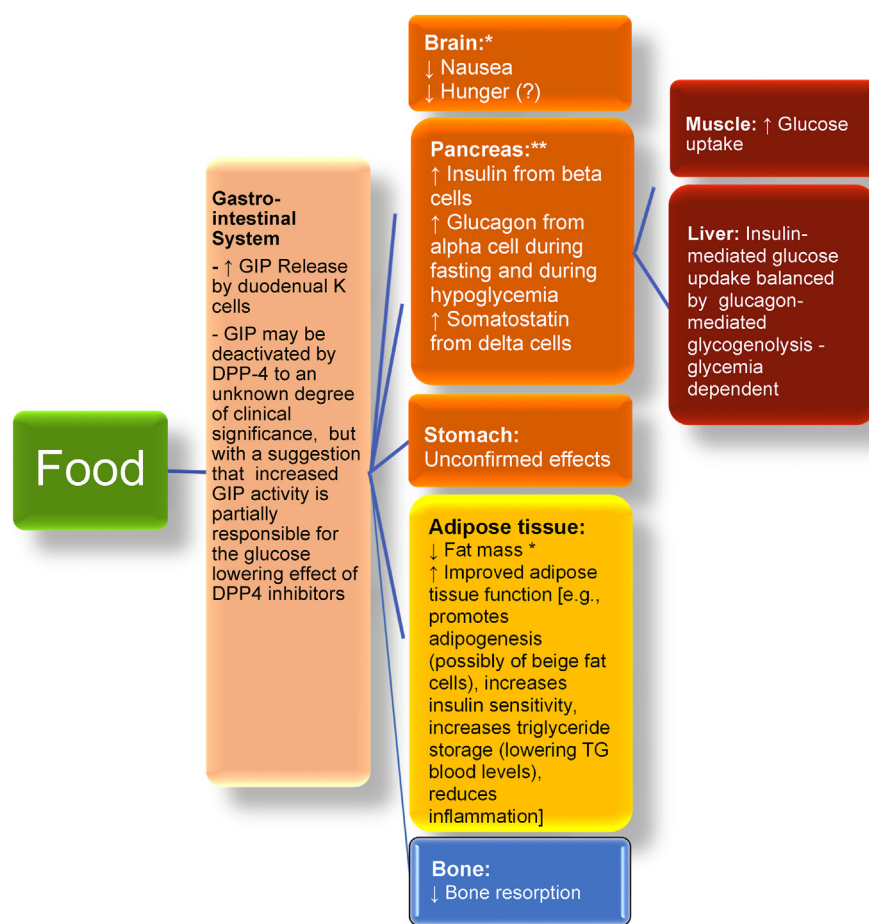 Food
Gastro-
intestinal
System
- ↑ GIP Release
by duodenual K
cells
- GIP may be
deactivated by
DPP-4 to an
unknown degree
of clinical
significance, but
with a suggestion
that increased
GIP activity is
partially
responsible for
the glucose
lowering effect of
DPP4 inhibitors
Brain:*
↓ Nausea
↓ Hunger (?)
Pancreas:**
↑ Insulin from beta
cells
↑ Glucagon from
alpha cell during
fasting and during
hypoglycemia
↑ Somatostatin
from delta cells
Stomach:
Unconfirmed effects
Adipose tissue:
↓ Fat mass *
↑ Improved adipose
tissue function [e.g.,
promotes
adipogenesis
(possibly of beige fat
cells), increases
insulin sensitivity,
increases triglyceride
storage (lowering TG
blood levels),
reduces
inflammation]
Bone:
↓ Bone resorption
Muscle: ↑ Glucose
uptake
Liver: Insulin-
mediated glucose
updake balanced
by glucagon-
mediated
glycogenolysis -
glycemia
dependent